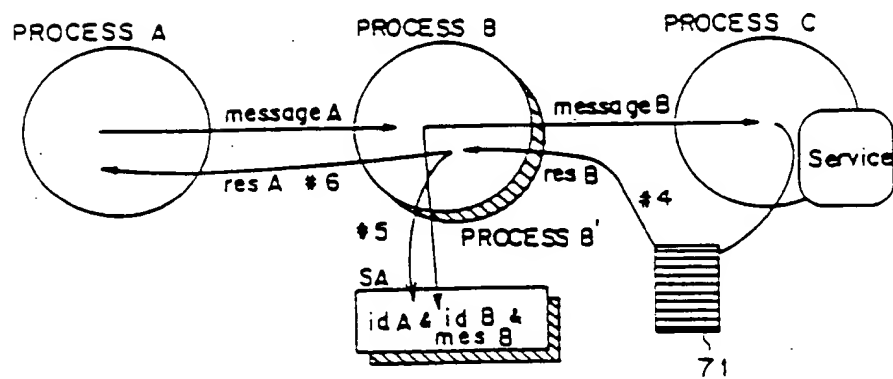 PROCESS A
PROCESS B
PROCESS C
message A
message B
Service
res A #6
res B
#4
#5
PROCESS B'
SA
id A & id B &
mes B
71